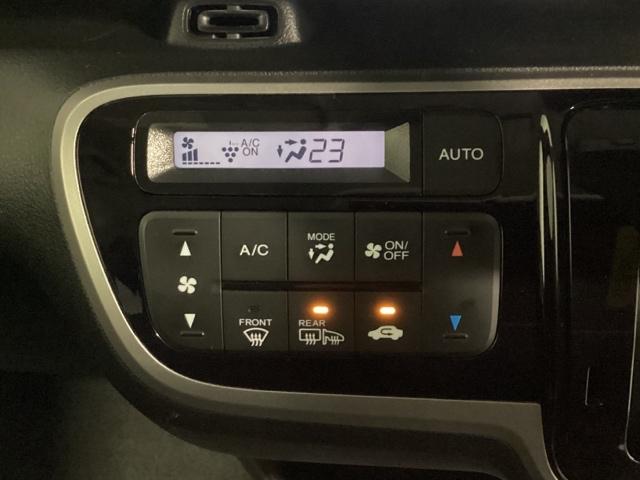 A/C
ON
23
AUTO
A/C
MODE
ON/
OFF
FRONT
REAR